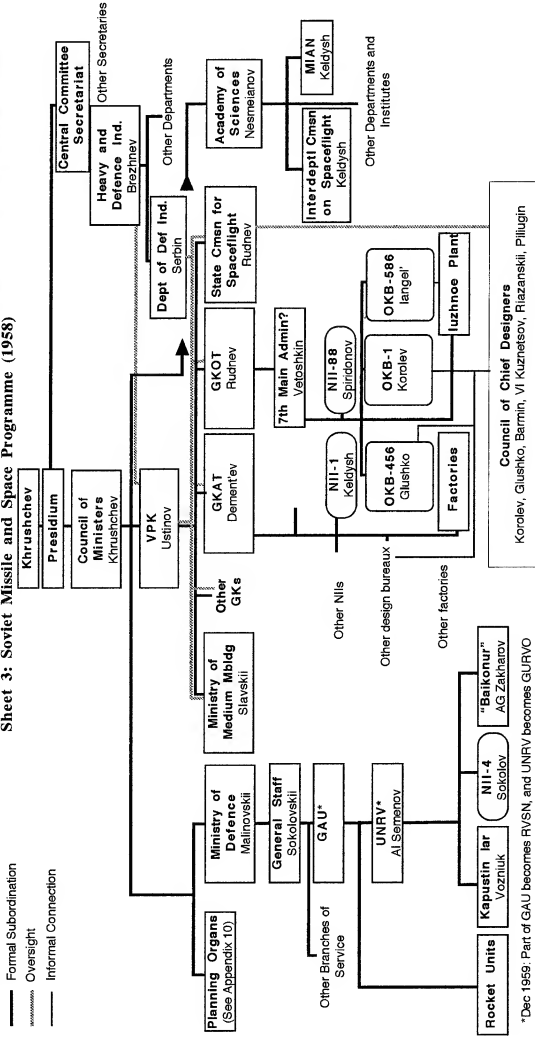 Sheet 3: Soviet Missile and Space Programme (1958)
Formal Subordination
Oversight
Informal Connection
Khrushchev
Presidium
Council of
Ministers
Khrushchev
Central Committee
Secretariat
Other Secretaries
Heavy and
Defence Ind.
Brezhnev
VPK
Ustinov
Dept of Def Ind.
Serbin
Other Departments
Planning Organs
(See Appendix 10)
Ministry of
Defence
Malinovskii
Ministry of
Medium Mbldg
Slavskii
Other
GKs
GKAT
Dement'ev
GKOT
Rudnev
State Cmsn for
Spaceflight
Rudnev
Academy of
Sciences
Nesmeianov
General Staff
Sokolovskii
7th Main Admin?
Vetoshkin
Interdeptl Cmsn
on Spaceflight
Keldysh
MIAN
Keldysh
Other Branches of
Service
GAU*
Other NIIs
NII-1
Keldysh
NII-88
Spiridonov
Other Departments and
Institutes
UNRV*
AI Semenov
Other design bureaux
OKB-456
Glushko
OKB-1
Korolev
OKB-586
Iangel'
Other factories
Factories
Iuzhnoe Plant
Rocket Units
Kapustin Iar
Vozniuk
NII-4
Sokolov
"Baikonur"
AG Zakharov
Council of Chief Designers
Korolev, Glushko, Barmin, VI Kuznetsov, Riazanskii, Piliugin
*Dec 1959: Part of GAU becomes RVSN, and UNRV becomes GURVO